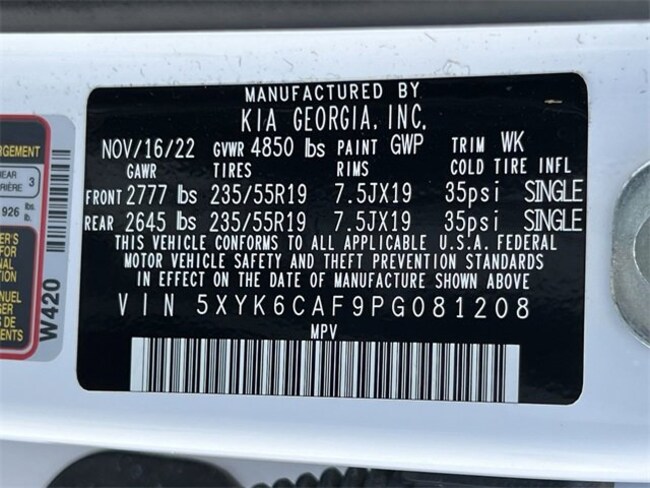 MANUFACTURED BY
KIA GEORGIA, INC.
NOV/16/22 GVWR 4850 lbs PAINT GWP TRIM WK
GAWR TIRES RIMS COLD TIRE INFL
FRONT 2777 lbs 235/55R19 7.5JX19 35psi SINGLE
REAR 2645 lbs 235/55R19 7.5JX19 35psi SINGLE
THIS VEHICLE CONFORMS TO ALL APPLICABLE U.S.A. FEDERAL
MOTOR VEHICLE SAFETY AND THEFT PREVENTION STANDARDS
IN EFFECT ON THE DATE OF MANUFACTURE SHOWN ABOVE
VIN 5XYK6CAF9PG081208
MPV
W420
3
926 lb.